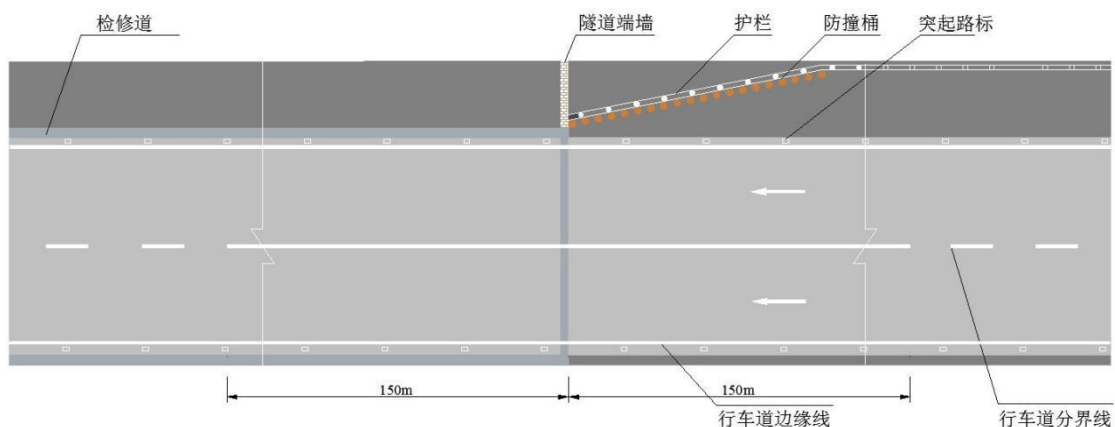 检修道
隧道端墙
护栏
防撞桶
突起路标
150m
150m
行车道边缘线
行车道分界线